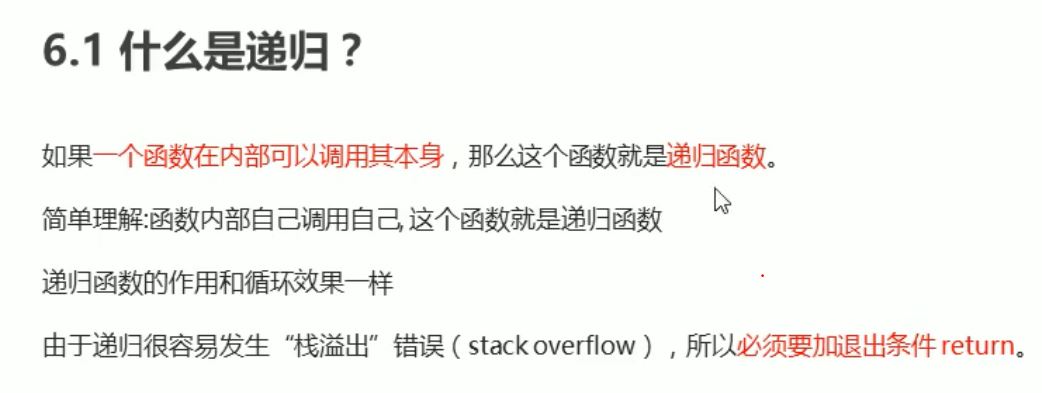 6.1 什么是递归？
如果一个函数在内部可以调用其本身，那么这个函数就是递归函数。
简单理解:函数内部自己调用自己, 这个函数就是递归函数
递归函数的作用和循环效果一样
由于递归很容易发生“栈溢出”错误（stack overflow），所以必须要加退出条件 return。